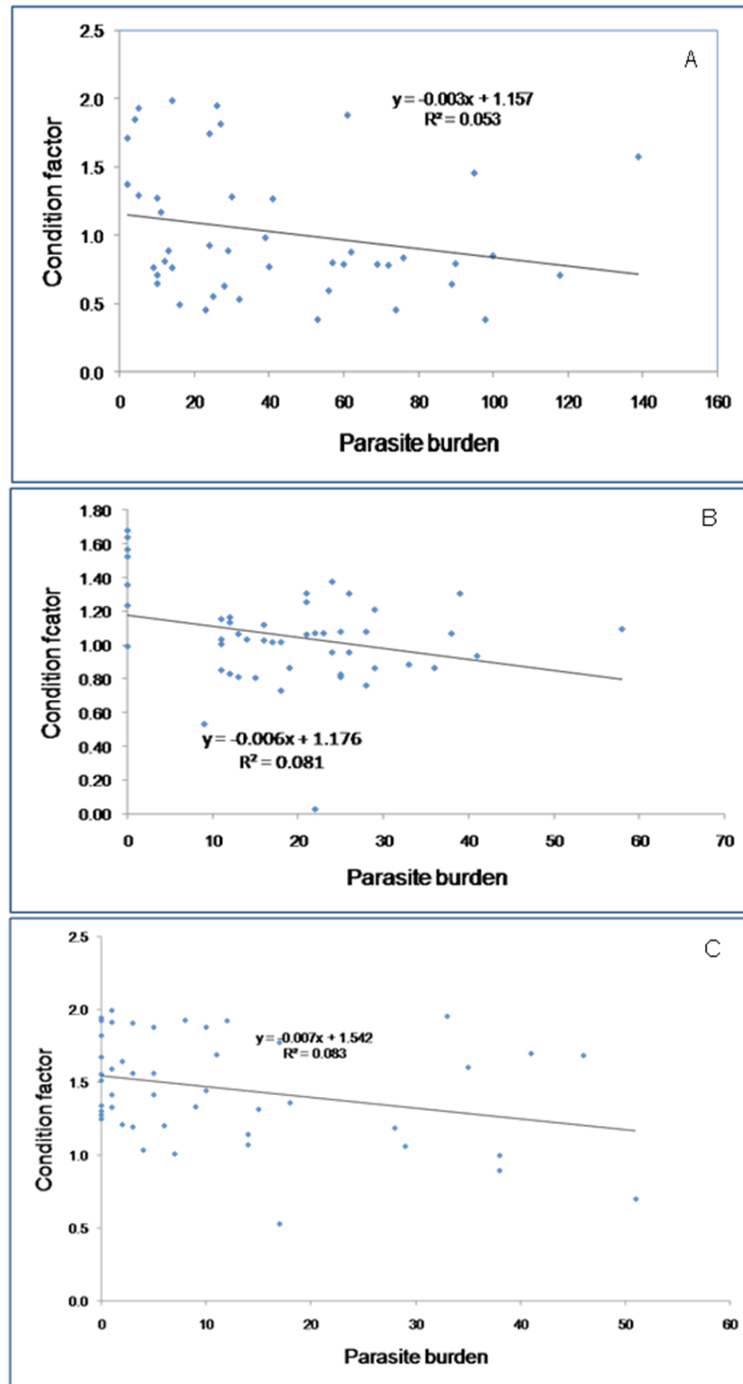 A
2.5
2.0
1.5
1.0
0.5
0.0
Condition factor
y = -0.003x + 1.157
R² = 0.053
0 20 40 60 80 100 120 140 160
Parasite burden
B
1.80
1.60
1.40
1.20
1.00
0.80
0.60
0.40
0.20
0.00
Condition fcator
y = -0.006x + 1.176
R² = 0.081
0 10 20 30 40 50 60 70
Parasite burden
C
2.5
2.0
1.5
1.0
0.5
0.0
Condition factor
y = -0.007x + 1.542
R² = 0.083
0 10 20 30 40 50 60
Parasite burden